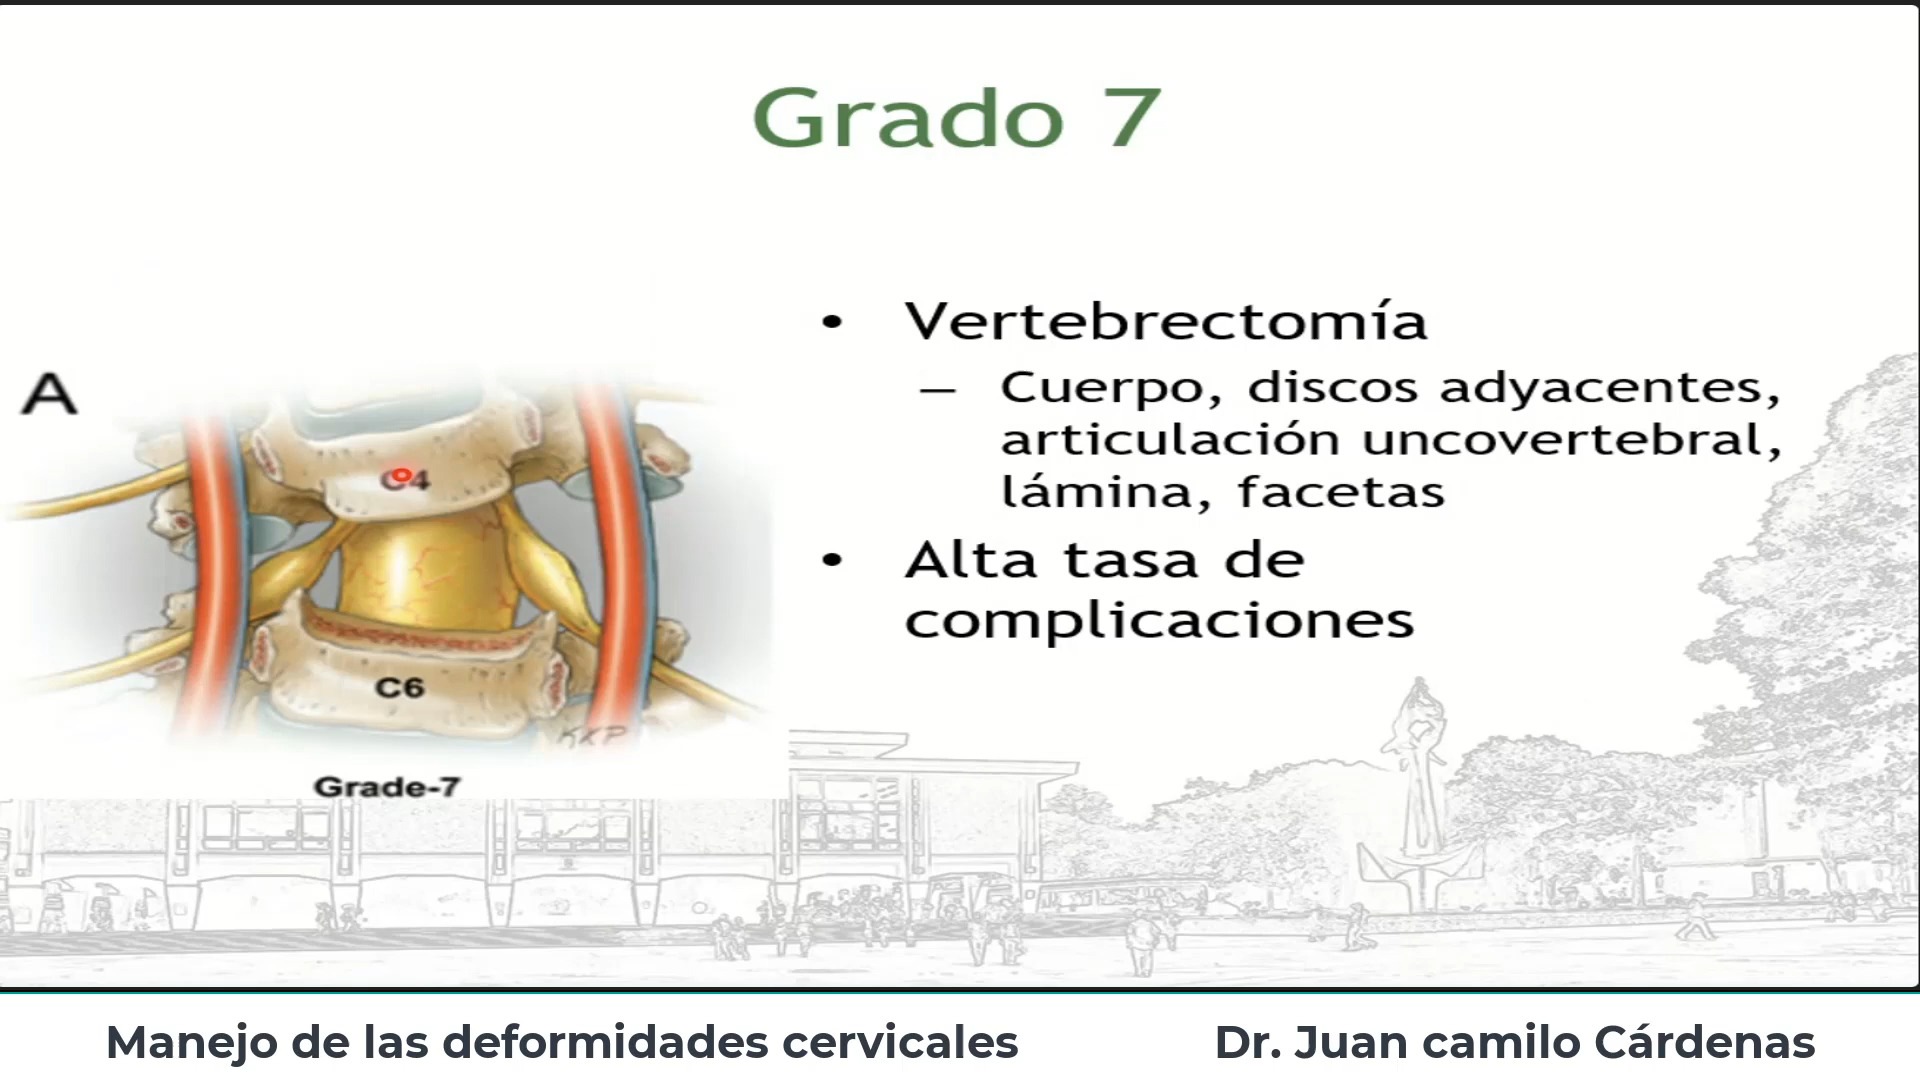 Grado 7
A
C4
C6
KKP
Grade-7
• Vertebrectomía
– Cuerpo, discos adyacentes,
articulación uncovertebral,
lámina, facetas
• Alta tasa de
complicaciones
Manejo de las deformidades cervicales
Dr. Juan camilo Cárdenas